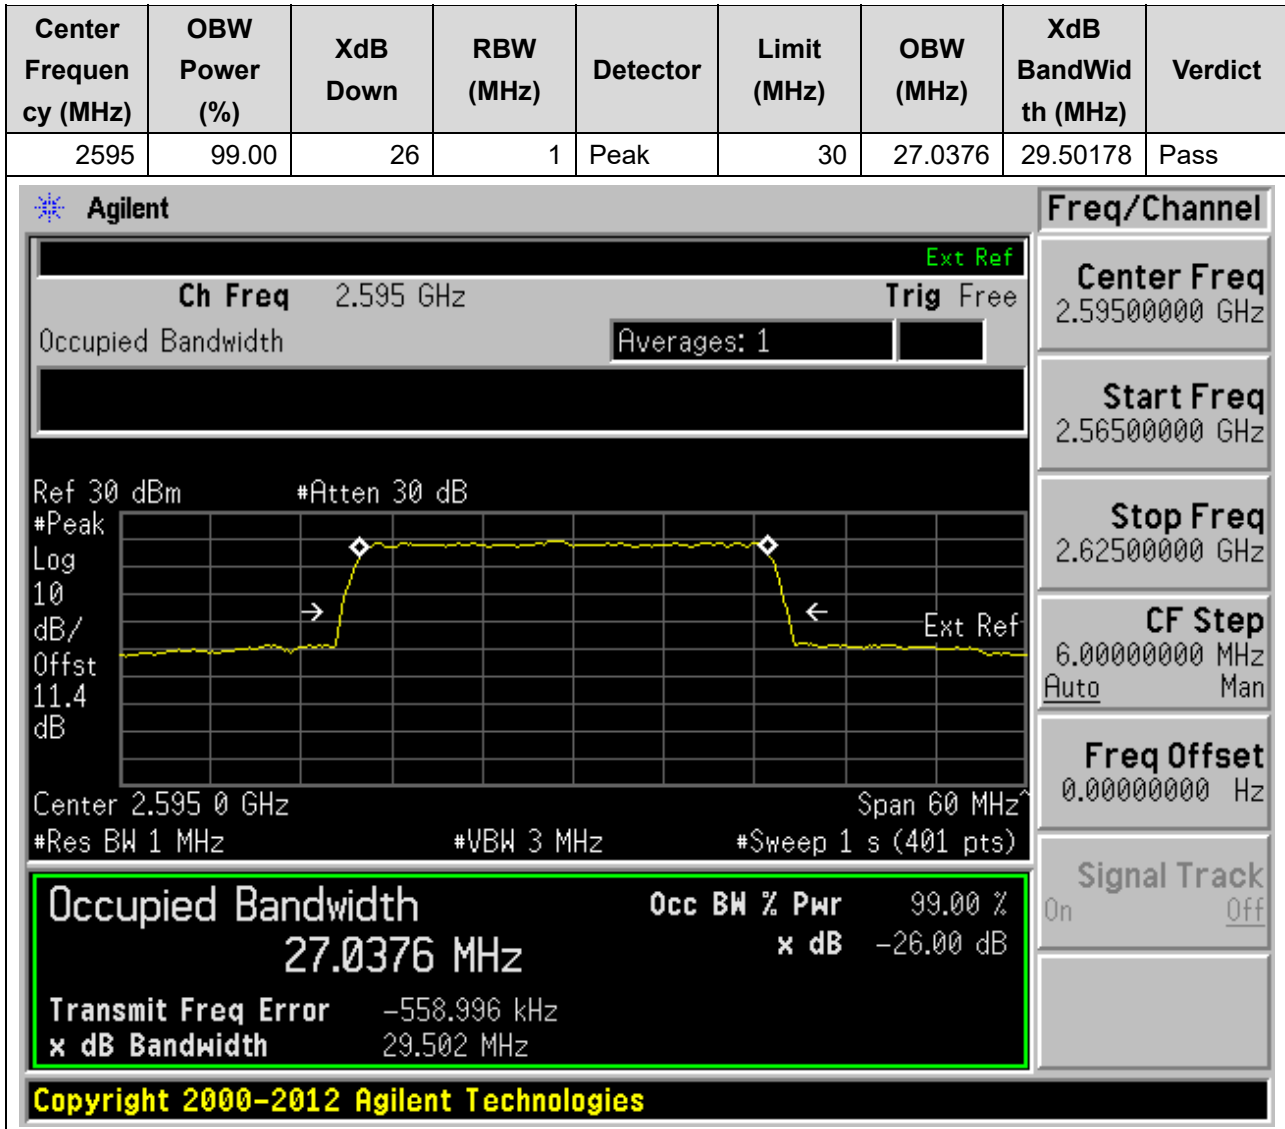 Center Frequen cy (MHz) OBW Power (%) XdB Down RBW (MHz) Detector Limit (MHz) OBW (MHz) XdB BandWid th (MHz) Verdict
2595 99.00 26 1 Peak 30 27.0376 29.50178 Pass
Agilent
Freq/Channel
Ext Ref
Ch Freq 2.595 GHz Trig Free
Occupied Bandwidth Averages: 1
Ref 30 dBm #Atten 30 dB
#Peak
Log
10
dB/
Offst
11.4
dB
Ext Ref
Center 2.595 0 GHz Span 60 MHz^
#Res BW 1 MHz #VBW 3 MHz #Sweep 1 s (401 pts)
Occupied Bandwidth Occ BW % Pwr 99.00 %
27.0376 MHz x dB -26.00 dB
Transmit Freq Error -558.996 kHz
x dB Bandwidth 29.502 MHz
Center Freq
2.59500000 GHz
Start Freq
2.56500000 GHz
Stop Freq
2.62500000 GHz
CF Step
6.00000000 MHz
Auto Man
Freq Offset
0.00000000 Hz
Signal Track
On Off
Copyright 2000-2012 Agilent Technologies